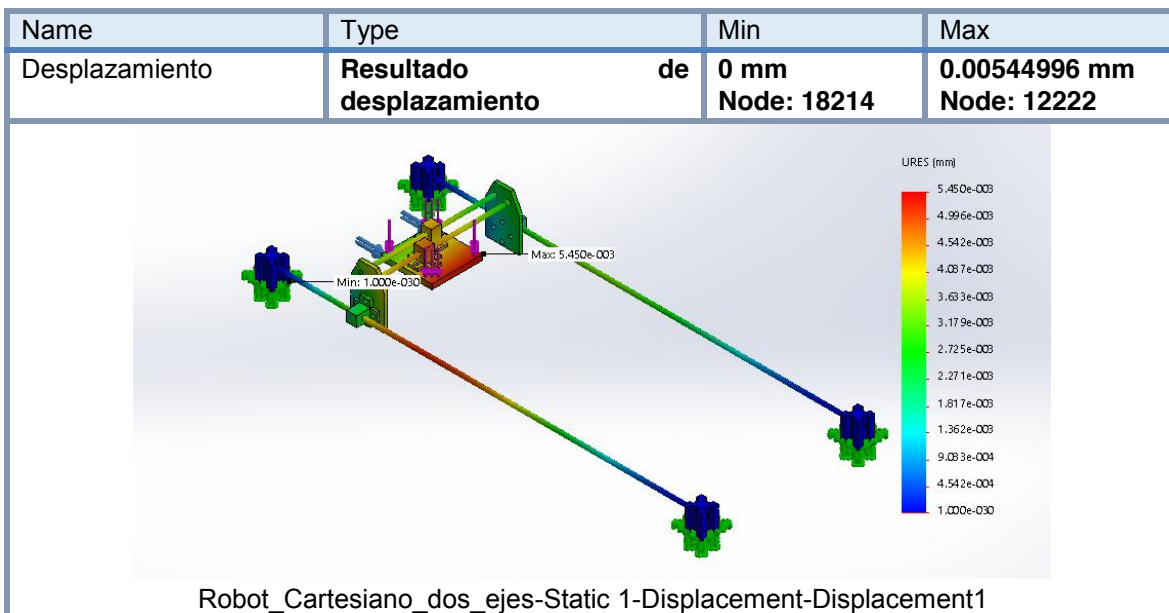 Name Type Min Max
Desplazamiento Resultado de desplazamiento 0 mm Node: 18214 0.00544996 mm Node: 12222
URES (mm)
5.450e-003
4.996e-003
4.542e-003
4.087e-003
3.633e-003
3.179e-003
2.725e-003
2.271e-003
1.817e-003
1.362e-003
9.083e-004
4.542e-004
1.000e-030
Max: 5.450e-003
Min: 1.000e-030
Robot_Cartesiano_dos_ejes-Static 1-Displacement-Displacement1